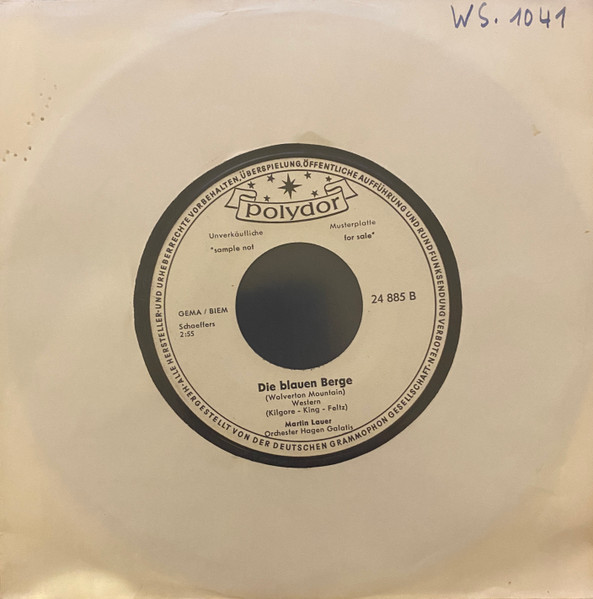 WS. 1041
·ALLE HERSTELLER-UND URHEBERRECHTE VORBEHALTEN, ÜBERSPIELUNG, ÖFFENTLICHE AUFFÜHRUNG UND RUNDFUNKSENDUNG VERBOTEN·
polydor
Unverkäufliche Musterplatte
"sample not for sale"
GEMA / BIEM
24 885 B
Schaeffers
2:55
Die blauen Berge
(Wolverton Mountain)
Western
(Kilgore - King - Feltz)
Martin Lauer
Orchester Hagen Galatis
HERGESTELLT VON DER DEUTSCHEN GRAMMOPHON GESELLSCHAFT·